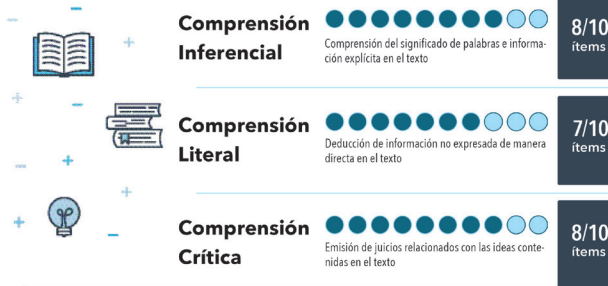 Comprensión
Inferencial
Comprensión del significado de palabras e informa-
ción explícita en el texto
8/10
ítems
Comprensión
Literal
Deducción de información no expresada de manera
directa en el texto
7/10
ítems
Comprensión
Crítica
Emisión de juicios relacionados con las ideas conte-
nidas en el texto
8/10
ítems